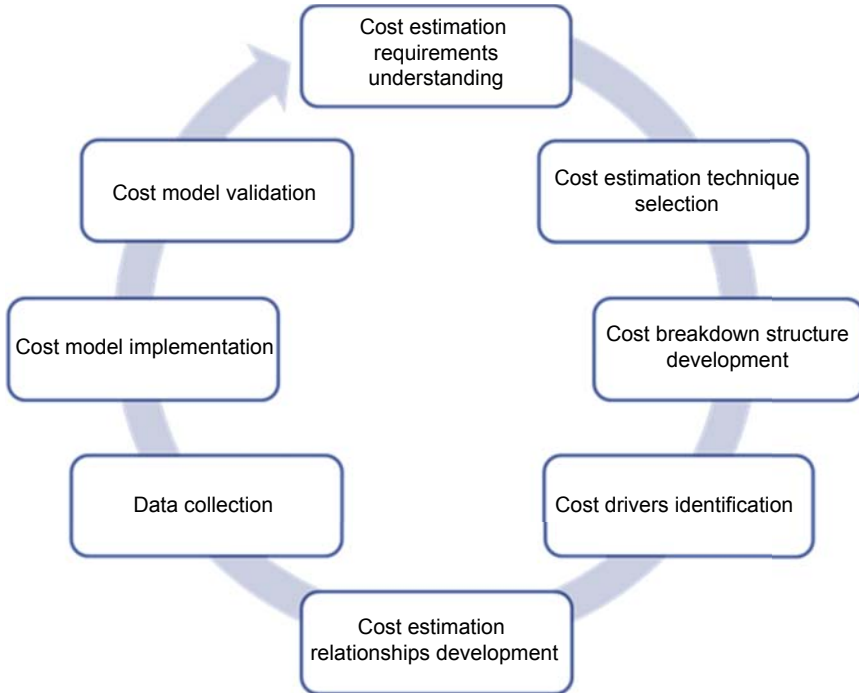 Cost estimation
requirements
understanding
Cost estimation technique
selection
Cost breakdown structure
development
Cost drivers identification
Cost estimation
relationships development
Data collection
Cost model implementation
Cost model validation